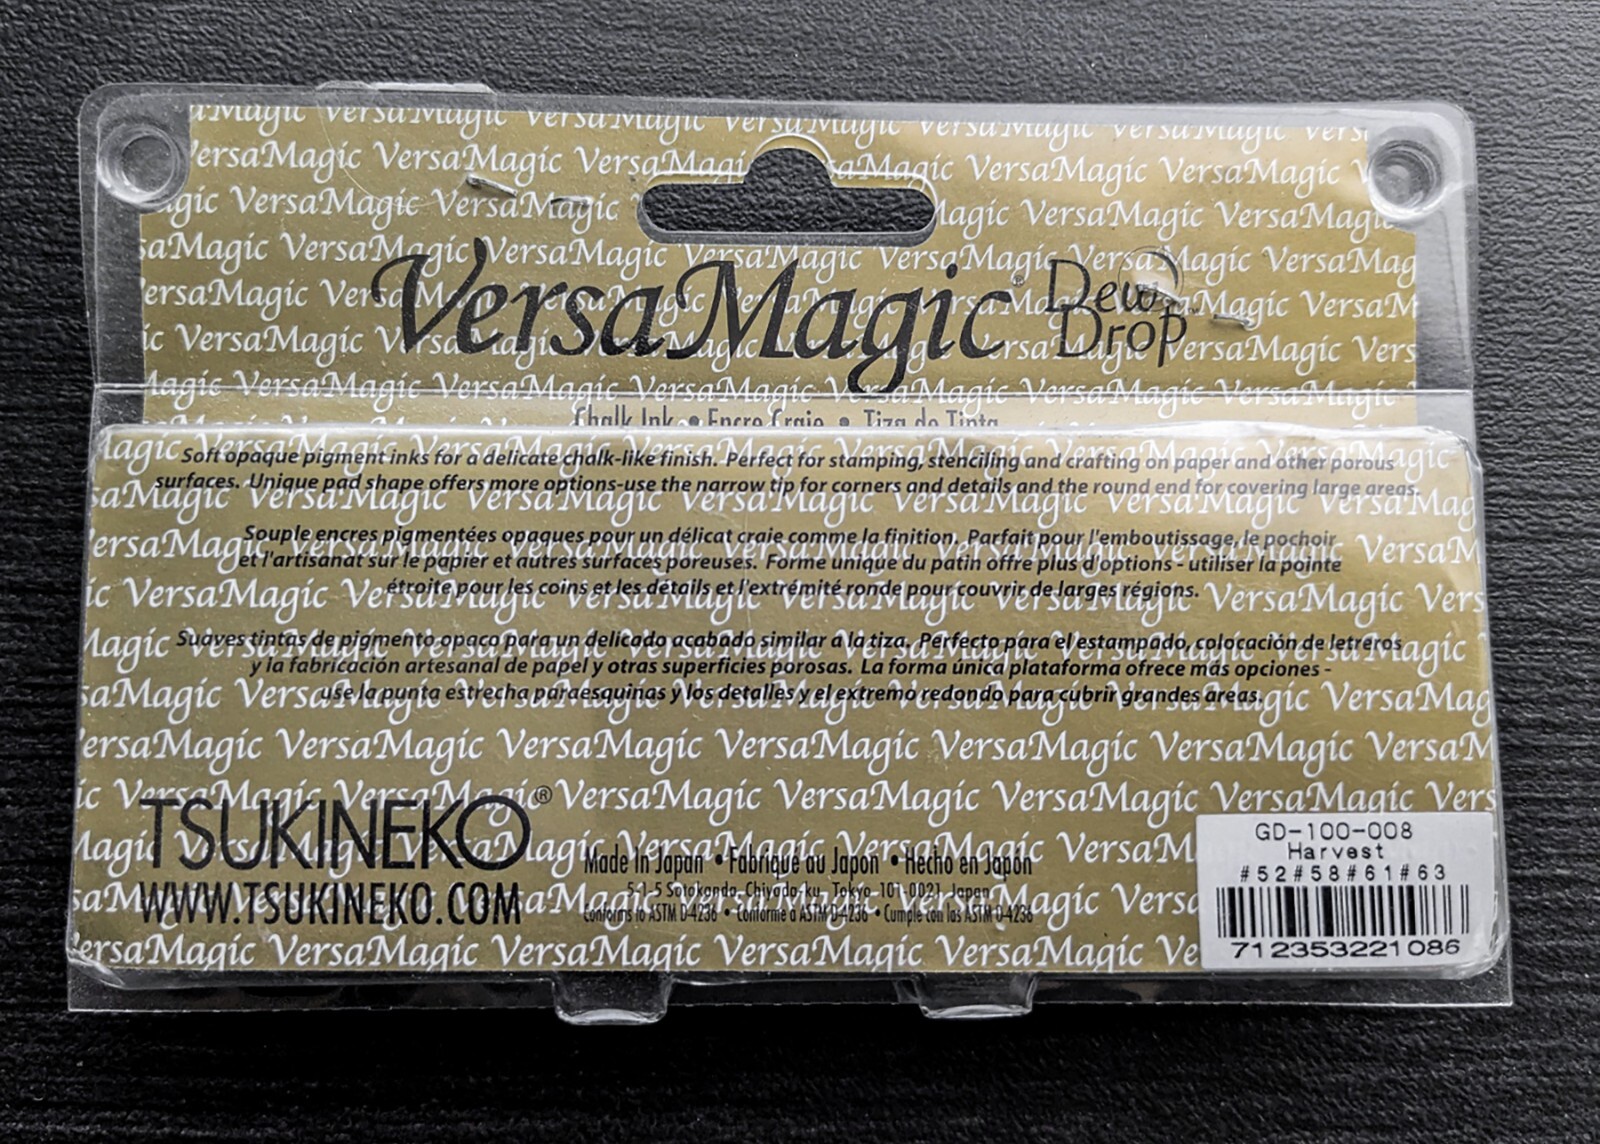 VersaMagic® Dew Drop™
Chalk Ink • Encre Craie • Tiza de Tinta
Soft opaque pigment inks for a delicate chalk-like finish. Perfect for stamping, stenciling and crafting on paper and other porous
surfaces. Unique pad shape offers more options-use the narrow tip for corners and details and the round end for covering large areas.
Souple encres pigmentées opaques pour un délicat craie comme la finition. Parfait pour l'emboutissage, le pochoir
et l'artisanat sur le papier et autres surfaces poreuses. Forme unique du patin offre plus d'options - utiliser la pointe
étroite pour les coins et les détails et l'extrémité ronde pour couvrir de larges régions.
Suaves tintas de pigmento opaco para un delicado acabado similar a la tiza. Perfecto para el estampado, colocación de letreros
y la fabricación artesanal de papel y otras superficies porosas. La forma única plataforma ofrece más opciones -
use la punta estrecha para esquinas y los detalles y el extremo redondo para cubrir grandes áreas.
TSUKINEKO®
WWW.TSUKINEKO.COM
Made In Japan • Fabriqué au Japon • Hecho en Japón
5-1-5 Sotokanda, Chiyoda-ku, Tokyo 101-0021 Japan
Conforms to ASTM D-4236 • Conforme à ASTM D-4236 • Cumple con las ASTM D-4236
GD-100-008
Harvest
#52#58#61#63
712353221086